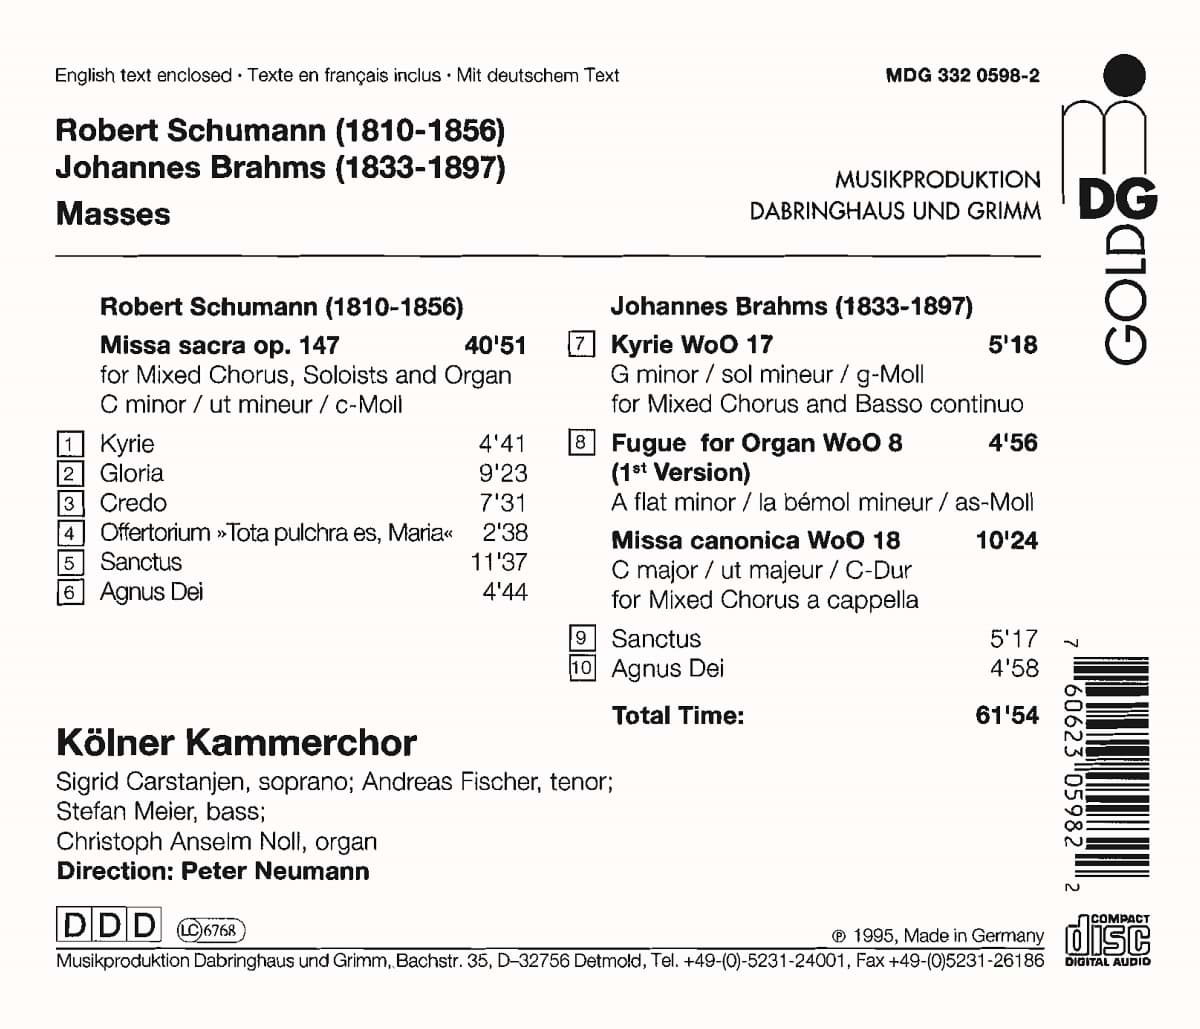 English text enclosed · Texte en français inclus · Mit deutschem Text
MDG 332 0598-2
Robert Schumann (1810-1856)
Johannes Brahms (1833-1897)
Masses
MUSIKPRODUKTION
DABRINGHAUS UND GRIMM
mDG
GOLD
Robert Schumann (1810-1856)
Missa sacra op. 147 40'51
for Mixed Chorus, Soloists and Organ
C minor / ut mineur / c-Moll
1 Kyrie 4'41
2 Gloria 9'23
3 Credo 7'31
4 Offertorium »Tota pulchra es, Maria« 2'38
5 Sanctus 11'37
6 Agnus Dei 4'44
Johannes Brahms (1833-1897)
7 Kyrie WoO 17 5'18
G minor / sol mineur / g-Moll
for Mixed Chorus and Basso continuo
8 Fugue for Organ WoO 8 4'56
(1st Version)
A flat minor / la bémol mineur / as-Moll
Missa canonica WoO 18 10'24
C major / ut majeur / C-Dur
for Mixed Chorus a cappella
9 Sanctus 5'17
10 Agnus Dei 4'58
Total Time: 61'54
Kölner Kammerchor
Sigrid Carstanjen, soprano; Andreas Fischer, tenor;
Stefan Meier, bass;
Christoph Anselm Noll, organ
Direction: Peter Neumann
7 60623 05982 2
DDD LC 6768
℗ 1995, Made in Germany
Musikproduktion Dabringhaus und Grimm, Bachstr. 35, D–32756 Detmold, Tel. +49-(0)-5231-24001, Fax +49-(0)5231-26186
COMPACT
disc
DIGITAL AUDIO